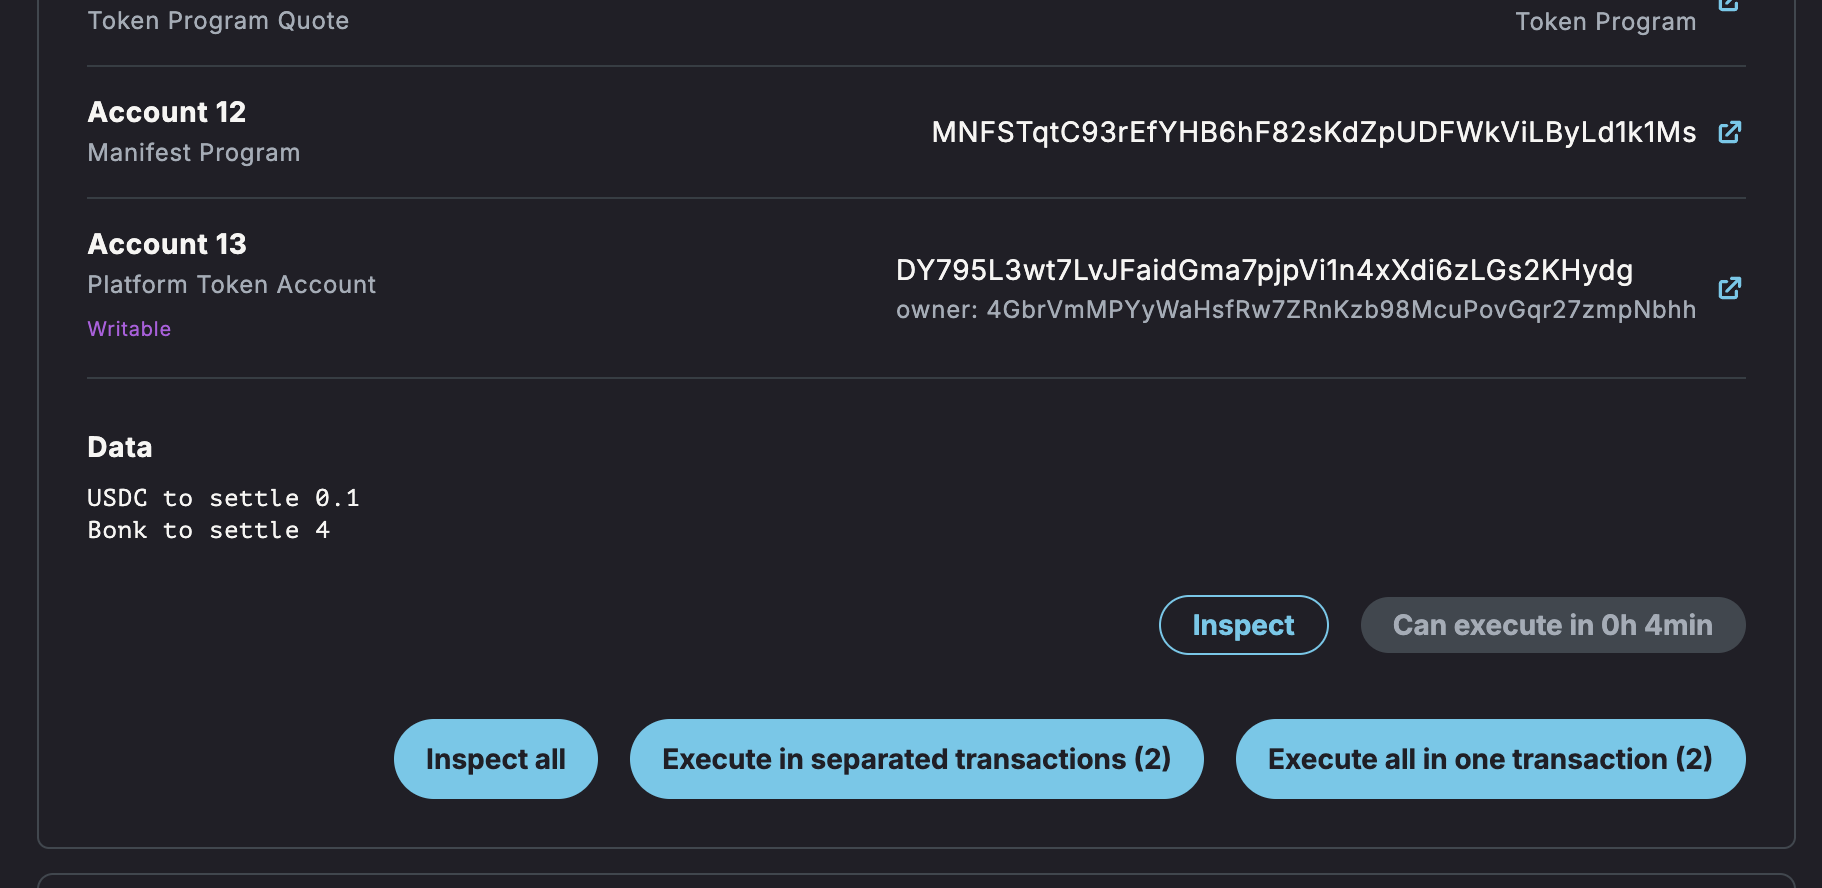 Token Program Quote
Token Program
Account 12
Manifest Program
MNFSTqtC93rEfYHB6hF82sKdZpUDFWkViLByLd1k1Ms
Account 13
Platform Token Account
Writable
DY795L3wt7LvJFaidGma7pjpVi1n4xXdi6zLGs2KHydg
owner: 4GbrVmMPYyWaHsfRw7ZRnKzb98McuPovGqr27zmpNbhh
Data
USDC to settle 0.1
Bonk to settle 4
Inspect
Can execute in 0h 4min
Inspect all
Execute in separated transactions (2)
Execute all in one transaction (2)